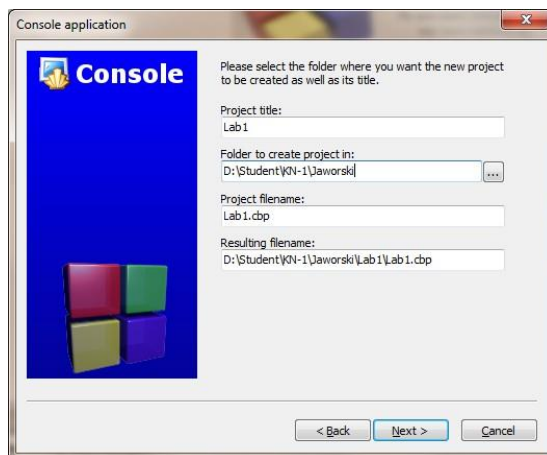 Console application
Console
Please select the folder where you want the new project
to be created as well as its title.
Project title:
Lab1
Folder to create project in:
D:\Student\KN-1\Jaworski
...
Project filename:
Lab1.cbp
Resulting filename:
D:\Student\KN-1\Jaworski\Lab1\Lab1.cbp
< Back
Next >
Cancel